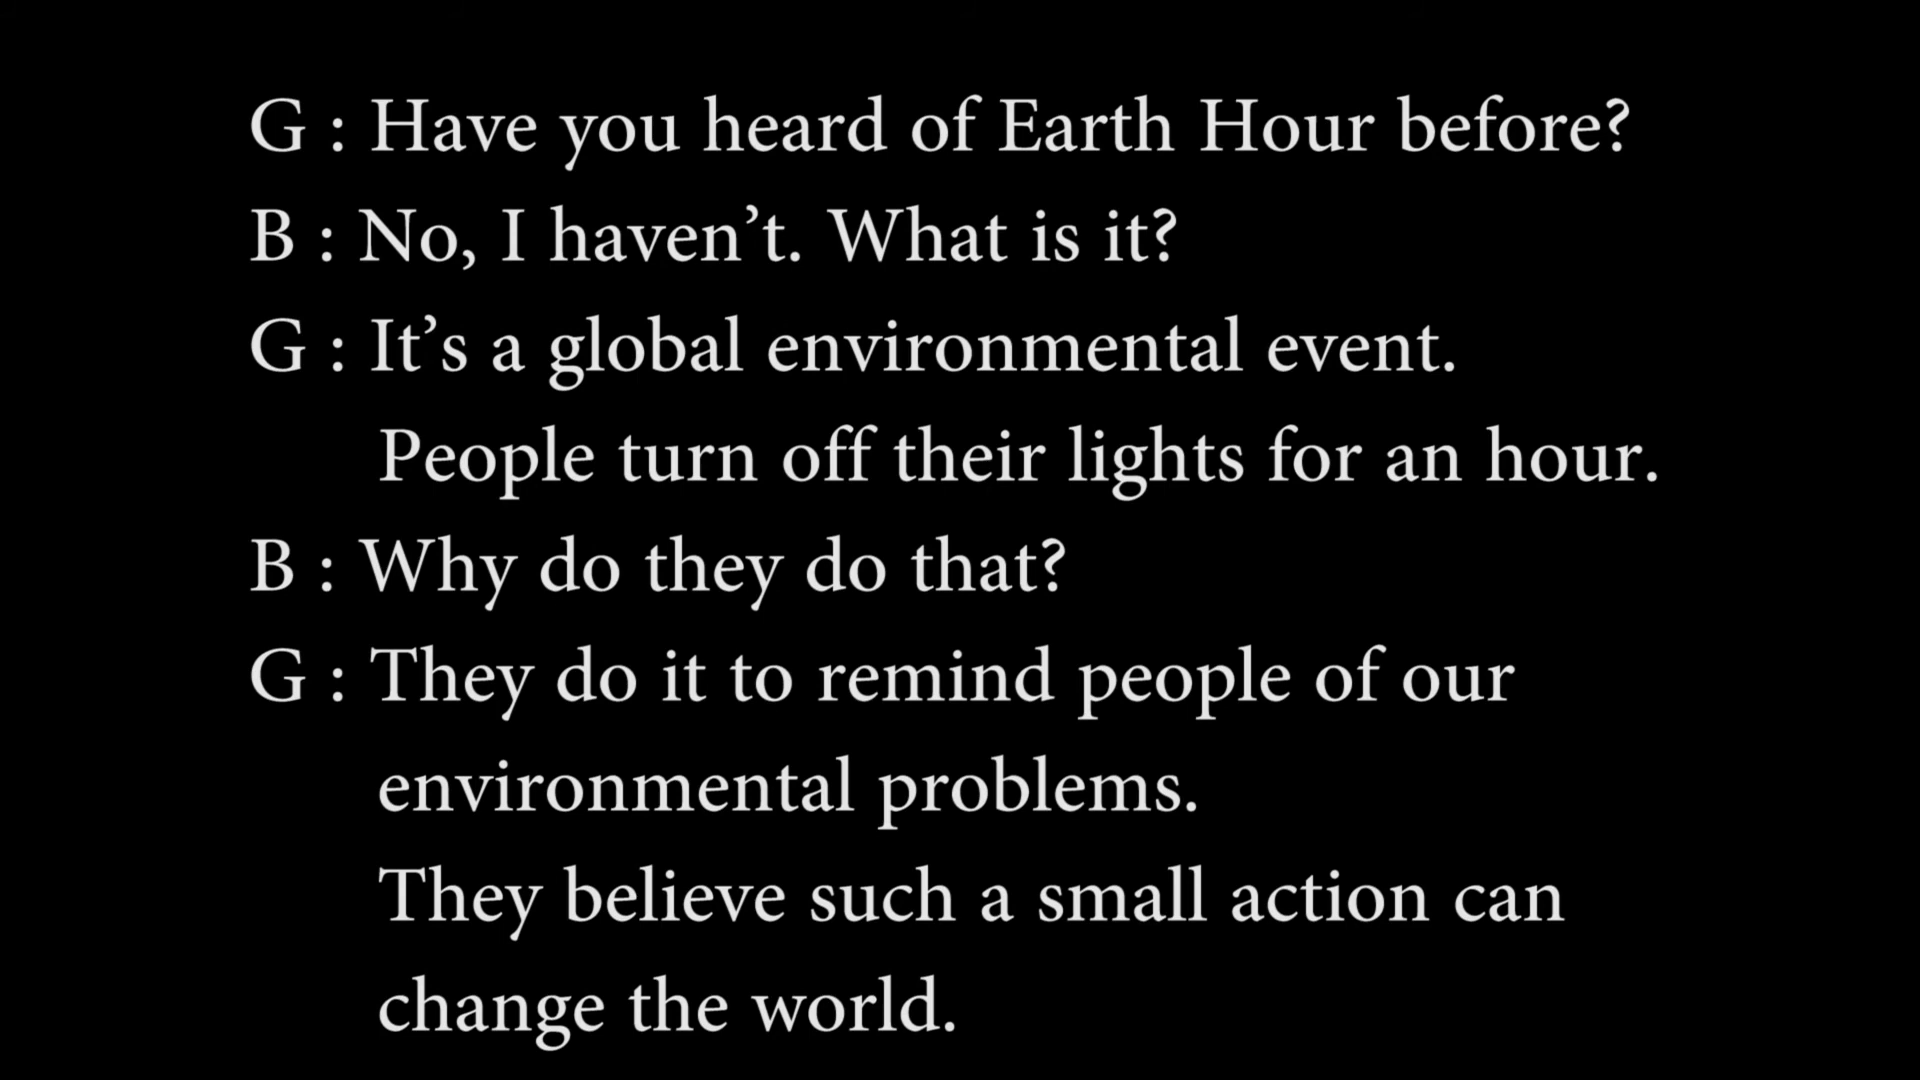 G : Have you heard of Earth Hour before?
B : No, I haven’t. What is it?
G : It’s a global environmental event.
People turn off their lights for an hour.
B : Why do they do that?
G : They do it to remind people of our
environmental problems.
They believe such a small action can
change the world.